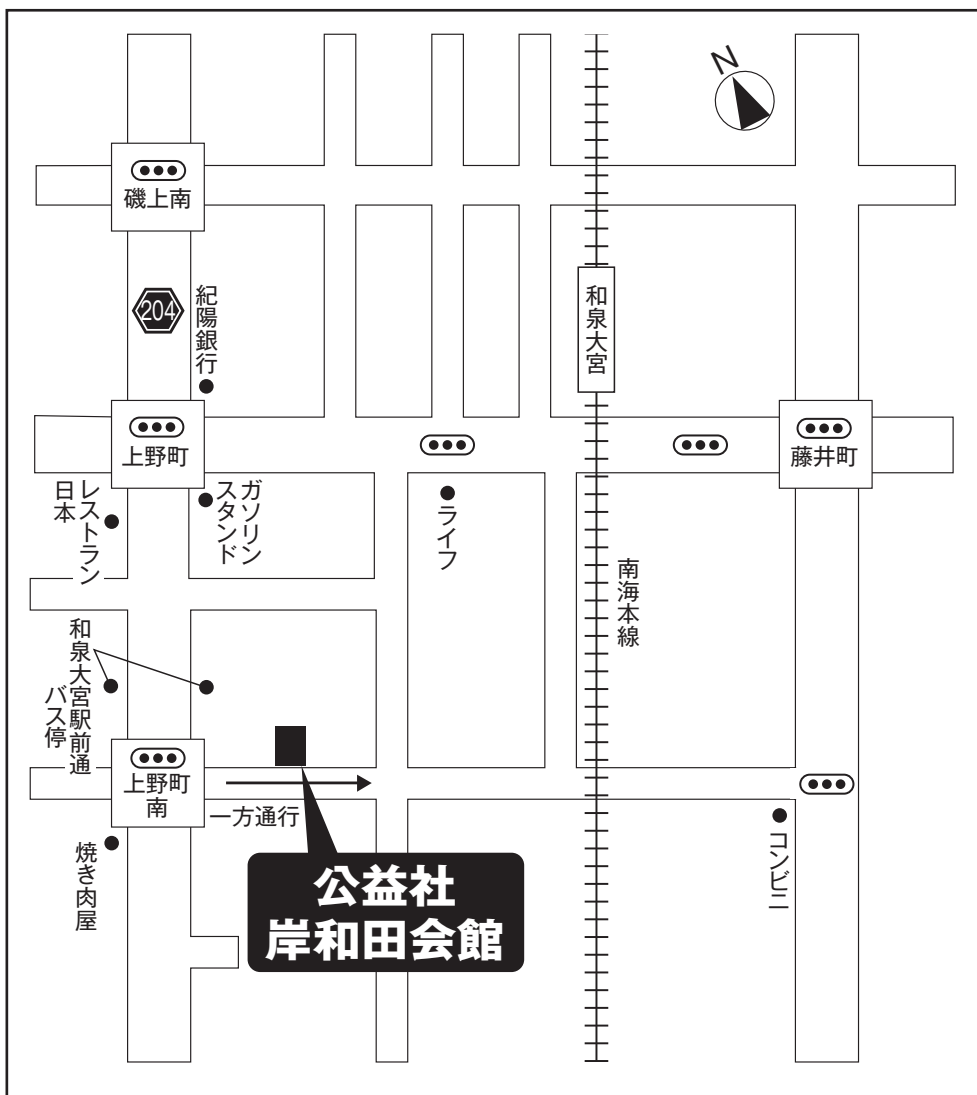 N
磯上南
204
紀陽銀行
和泉大宮
上野町
藤井町
レストラン
日本
ガソリン
スタンド
ライフ
南海本線
和泉大宮駅前通
バス停
上野町
南
一方通行
焼き肉屋
コンビニ
公益社
岸和田会館